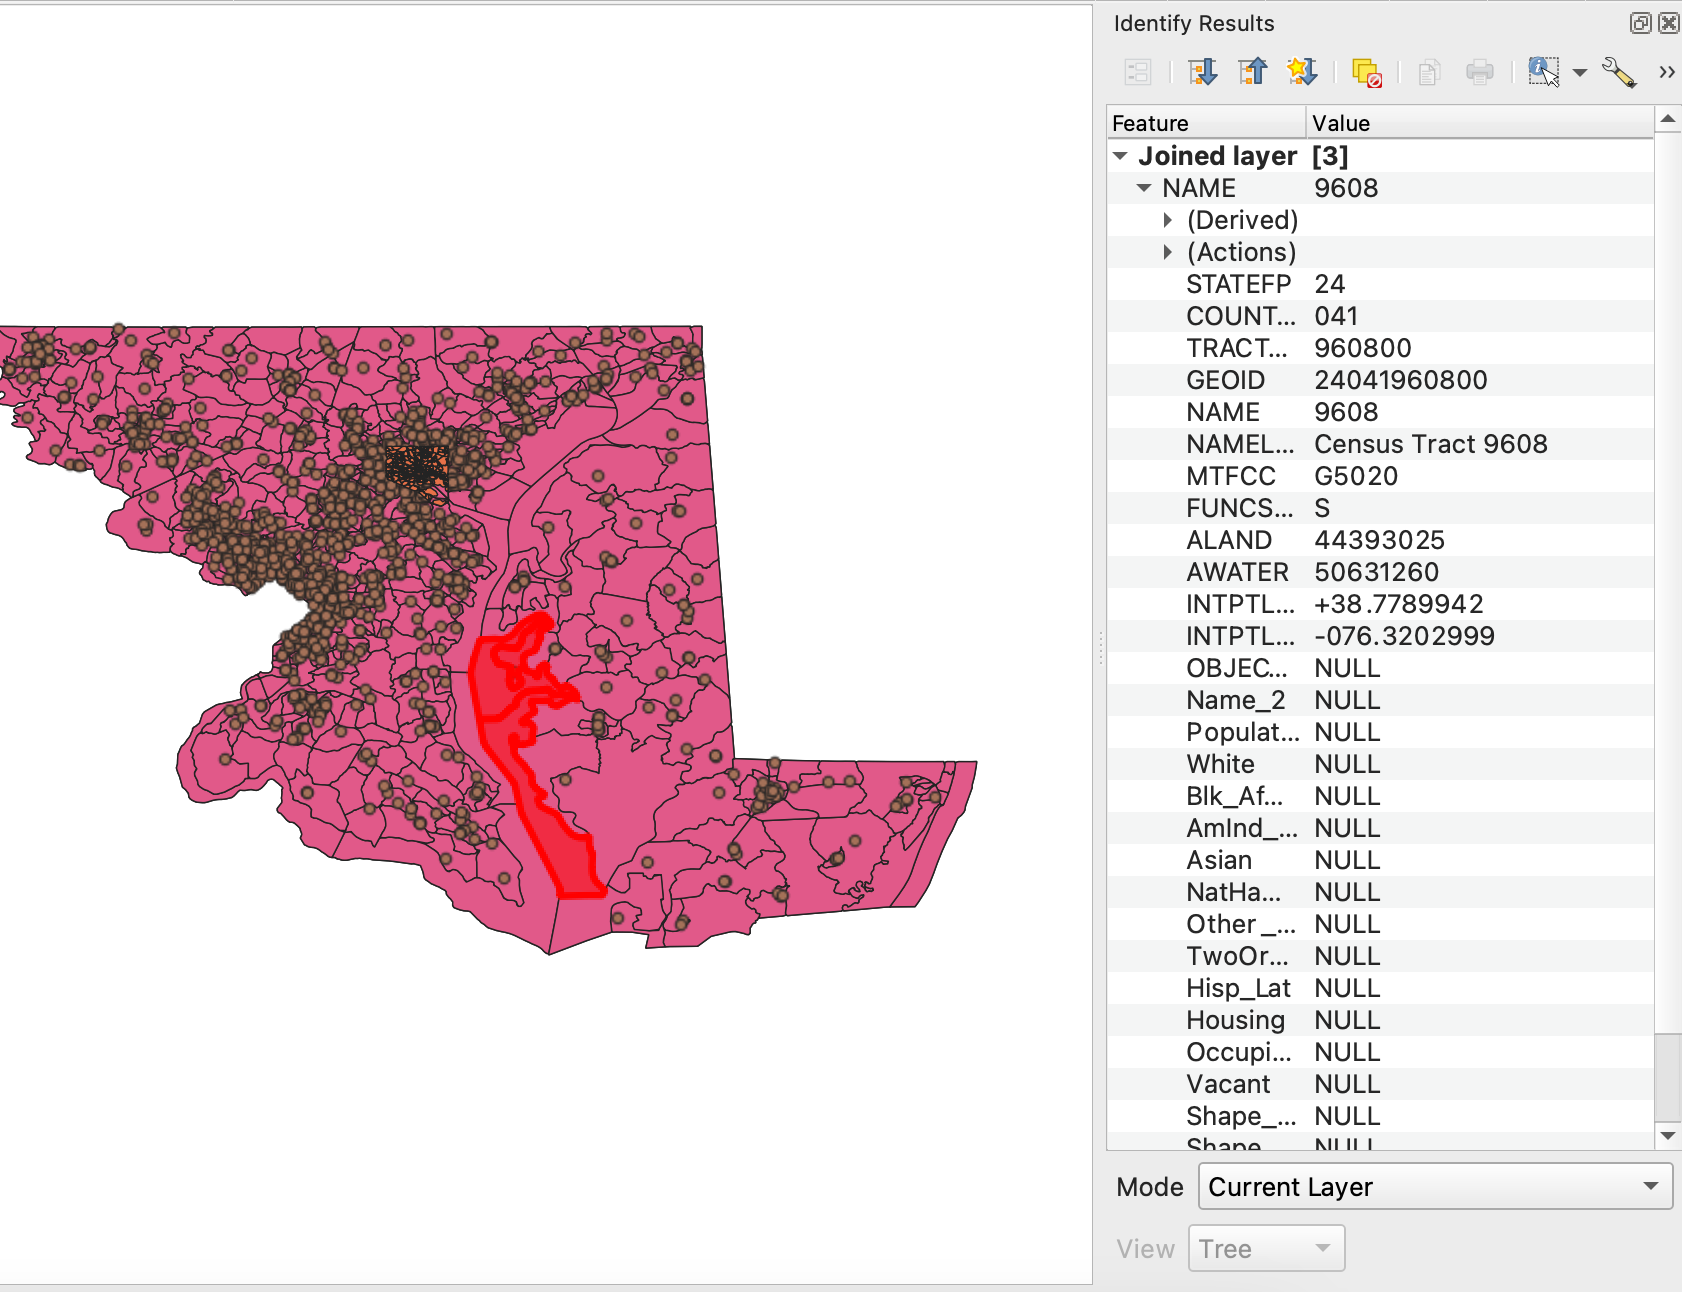 Identify Results
Feature Value
Joined layer [3]
NAME 9608
(Derived)
(Actions)
STATEFP 24
COUNT... 041
TRACT... 960800
GEOID 24041960800
NAME 9608
NAMEL... Census Tract 9608
MTFCC G5020
FUNCS... S
ALAND 44393025
AWATER 50631260
INTPTL... +38.7789942
INTPTL... -076.3202999
OBJEC... NULL
Name_2 NULL
Populat... NULL
White NULL
Blk_Af... NULL
AmInd_... NULL
Asian NULL
NatHa... NULL
Other_... NULL
TwoOr... NULL
Hisp_Lat NULL
Housing NULL
Occupi... NULL
Vacant NULL
Shape_... NULL
Shape NULL
Mode Current Layer
View Tree